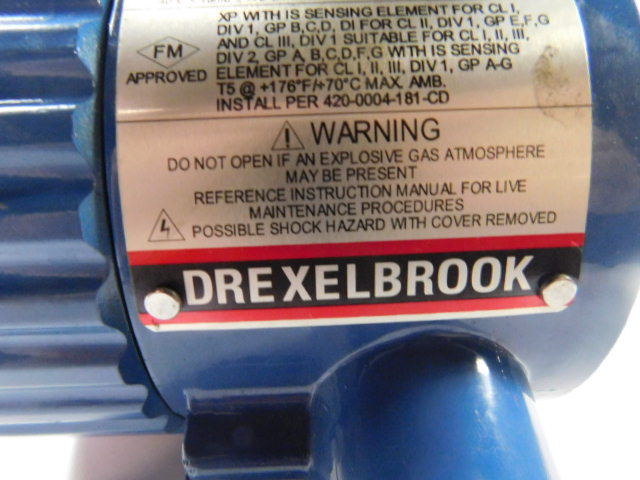 XP WITH IS SENSING ELEMENT FOR CL I,
DIV 1, GP B,C,D, DI FOR CL II, DIV 1, GP E,F,G
AND CL III, DIV 1 SUITABLE FOR CL I, II, III,
DIV 2, GP A, B,C,D,F,G WITH IS SENSING
ELEMENT FOR CL I, II, III, DIV 1, GP A-G
T5 @ +176°F/+70°C MAX. AMB.
INSTALL PER 420-0004-181-CD
FM
APPROVED
WARNING
DO NOT OPEN IF AN EXPLOSIVE GAS ATMOSPHERE
MAY BE PRESENT
REFERENCE INSTRUCTION MANUAL FOR LIVE
MAINTENANCE PROCEDURES
POSSIBLE SHOCK HAZARD WITH COVER REMOVED
DREXELBROOK